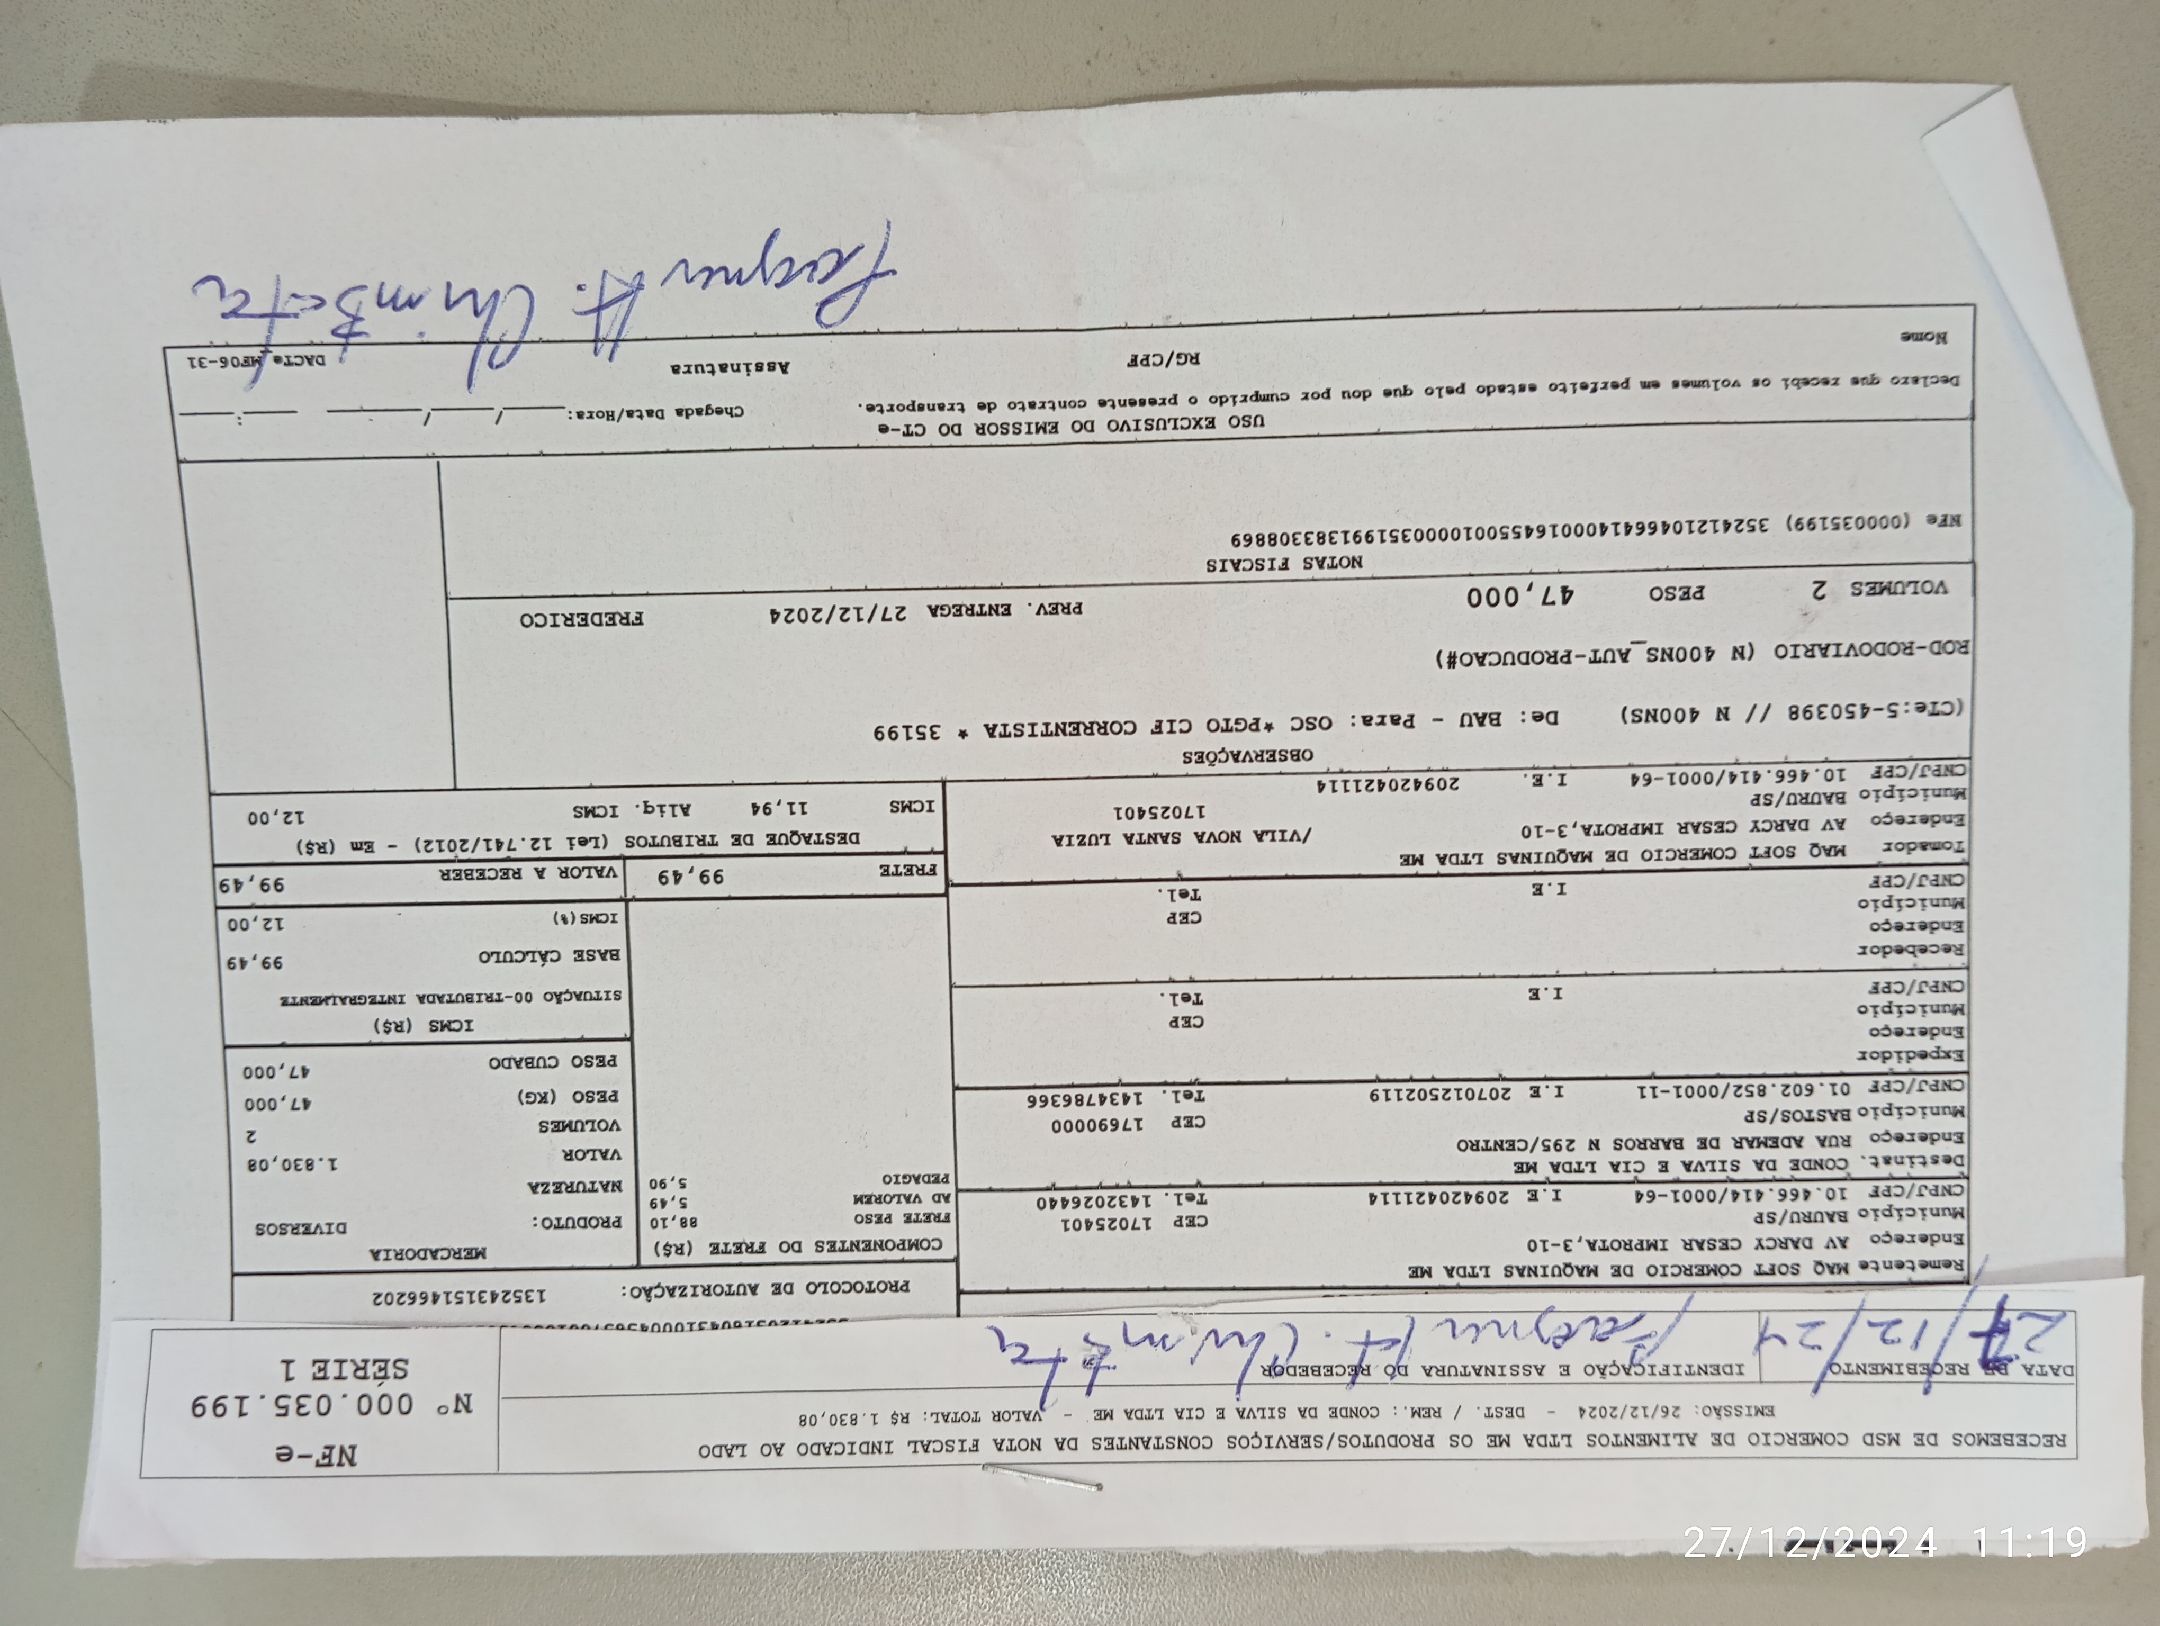 RECEBEMOS DE MSD COMERCIO DE ALIMENTOS LTDA ME OS PRODUTOS/SERVIÇOS CONSTANTES DA NOTA FISCAL INDICADO AO LADO
EMISSÃO: 26/12/2024 - DEST. / REM.: CONDE DA SILVA E CIA LTDA ME - VALOR TOTAL: R$ 1.830,08
DATA DE RECEBIMENTO
27/12/24
IDENTIFICAÇÃO E ASSINATURA DO RECEBEDOR
NF-e
Nº 000.035.199
SÉRIE 1
PROTOCOLO DE AUTORIZAÇÃO: 135243151466202
Remetente MAQ SOFT COMERCIO DE MAQUINAS LTDA ME
Endereço AV DARCY CESAR IMPROTA,3-10
Município BAURU/SP CEP 17025401
CNPJ/CPF 10.466.414/0001-64 I.E 209420421114 Tel. 1432026440
Destinat. CONDE DA SILVA E CIA LTDA ME
Endereço RUA ADEMAR DE BARROS N 295/CENTRO
Município BASTOS/SP CEP 17690000
CNPJ/CPF 01.602.852/0001-11 I.E 207012502119 Tel. 1434786366
Expedidor
Endereço
Município CEP
CNPJ/CPF I.E Tel.
Recebedor
Endereço
Município CEP
CNPJ/CPF I.E Tel.
Tomador MAQ SOFT COMERCIO DE MAQUINAS LTDA ME
Endereço AV DARCY CESAR IMPROTA,3-10 /VILA NOVA SANTA LUZIA
Município BAURU/SP 17025401
CNPJ/CPF 10.466.414/0001-64 I.E. 209420421114
COMPONENTES DO FRETE (R$)
FRETE PESO 88,10
AD VALOREM 5,49
PEDAGIO 5,90
MERCADORIA
PRODUTO: DIVERSOS
NATUREZA
VALOR 1.830,08
VOLUMES 2
PESO (KG) 47,000
PESO CUBADO 47,000
ICMS (R$)
SITUAÇÃO 00-TRIBUTADA INTEGRALMENTE
BASE CÁLCULO 99,49
ICMS(%) 12,00
FRETE 99,49 VALOR A RECEBER 99,49
DESTAQUE DE TRIBUTOS (Lei 12.741/2012) - Em (R$)
ICMS 11,94 Aliq. ICMS 12,00
OBSERVAÇÕES
(CTe:5-450398 // N 400NS) De: BAU - Para: OSC *PGTO CIF CORRENTISTA * 35199
ROD-RODOVIARIO (N 400NS_AUT-PRODUCAO#)
VOLUMES 2 PESO 47,000 PREV. ENTREGA 27/12/2024 FREDERICO
NOTAS FISCAIS
NFe (000035199) 35241210466414000164550010000351991383308869
USO EXCLUSIVO DO EMISSOR DO CT-e
Declaro que recebi os volumes em perfeito estado pelo que dou por cumprido o presente contrato de transporte.
Chegada Data/Hora: ____/____/______ ____:____
Nome RG/CPF Assinatura DACTe_MF06-31
27/12/2024 11:19